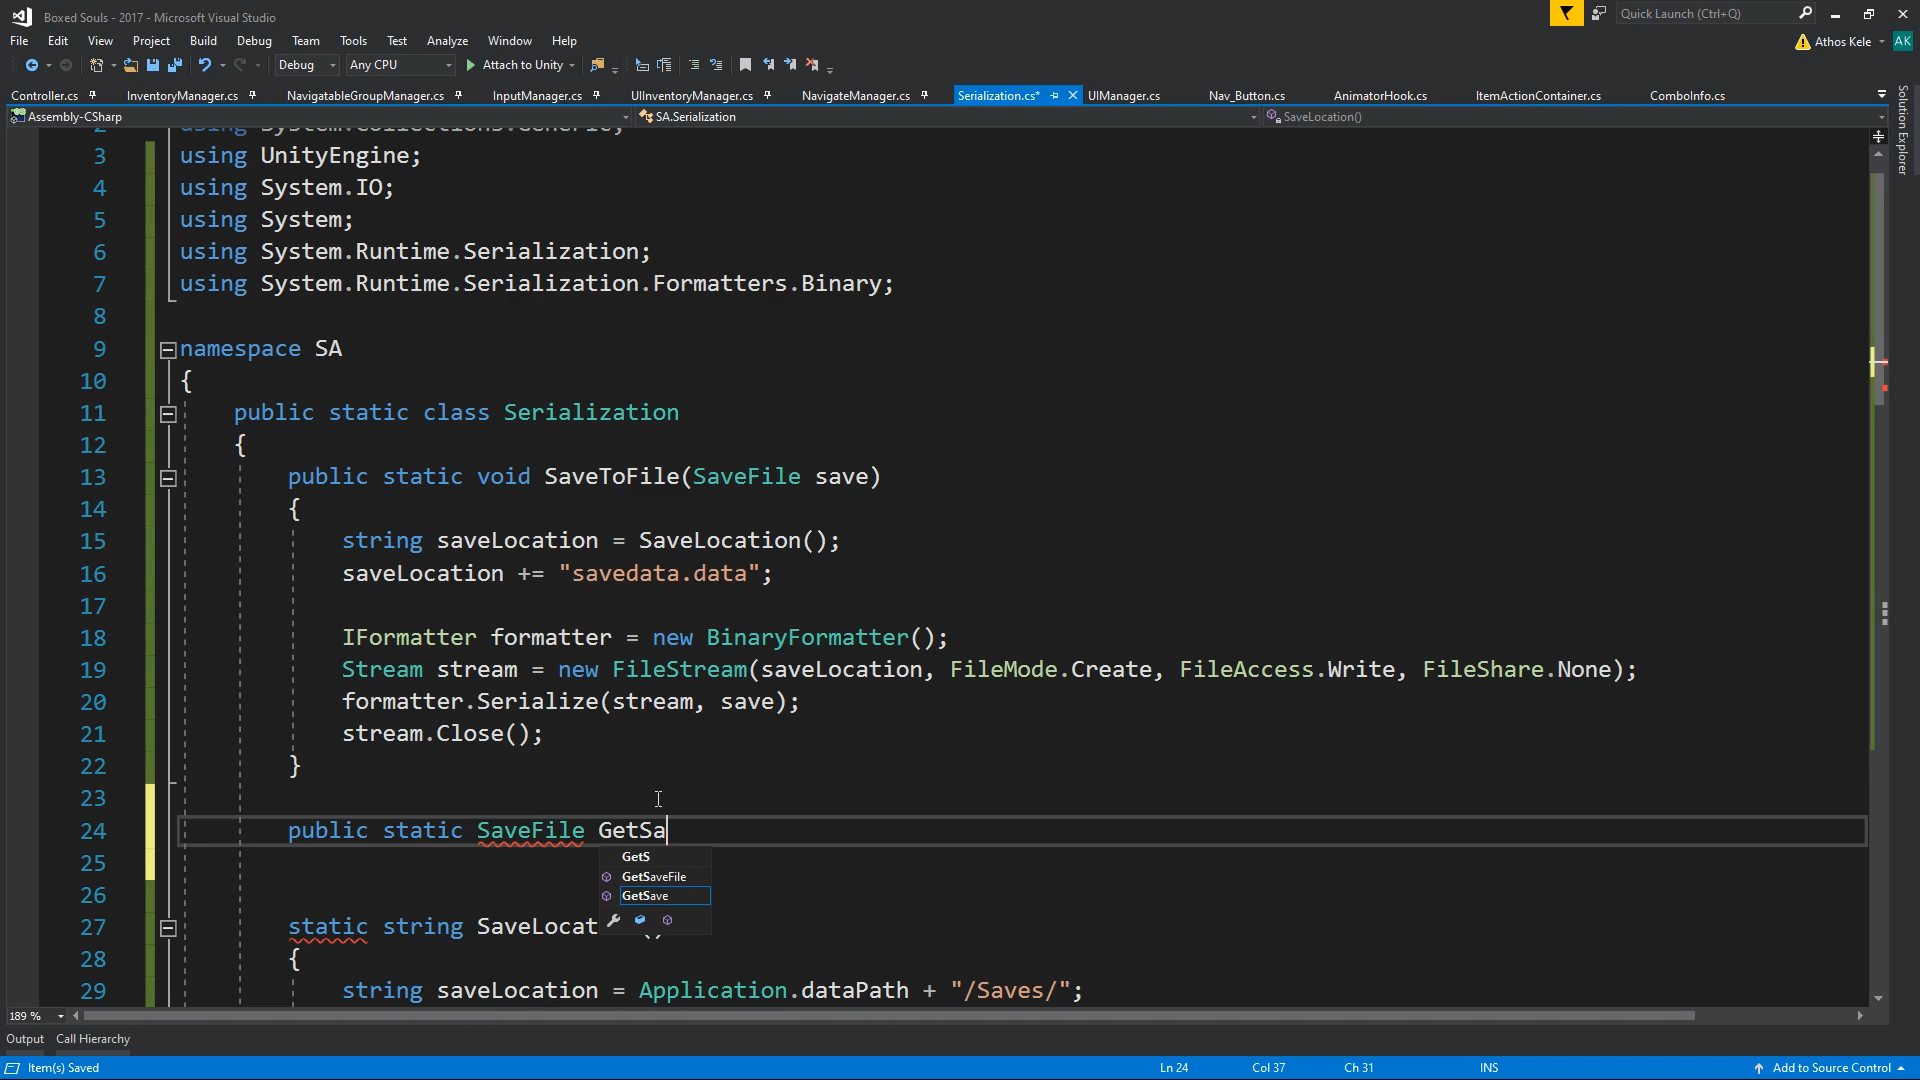 Boxed Souls - 2017 - Microsoft Visual Studio
Quick Launch (Ctrl+Q)
File Edit View Project Build Debug Team Tools Test Analyze Window Help
Athos Kele AK
Debug Any CPU Attach to Unity
Controller.cs InventoryManager.cs NavigatableGroupManager.cs InputManager.cs UIInventoryManager.cs NavigateManager.cs Serialization.cs* UIManager.cs Nav_Button.cs AnimatorHook.cs ItemActionContainer.cs ComboInfo.cs
Solution Explorer
Assembly-CSharp SA.Serialization SaveLocation()
2 using System.Collections.Generic;
3 using UnityEngine;
4 using System.IO;
5 using System;
6 using System.Runtime.Serialization;
7 using System.Runtime.Serialization.Formatters.Binary;
8
9 namespace SA
10 {
11 public static class Serialization
12 {
13 public static void SaveToFile(SaveFile save)
14 {
15 string saveLocation = SaveLocation();
16 saveLocation += "savedata.data";
17
18 IFormatter formatter = new BinaryFormatter();
19 Stream stream = new FileStream(saveLocation, FileMode.Create, FileAccess.Write, FileShare.None);
20 formatter.Serialize(stream, save);
21 stream.Close();
22 }
23
24 public static SaveFile GetSa
25 GetS
GetSaveFile
26 GetSave
27 static string SaveLocat ()
28 {
29 string saveLocation = Application.dataPath + "/Saves/";
189 %
Output Call Hierarchy
Item(s) Saved Ln 24 Col 37 Ch 31 INS Add to Source Control